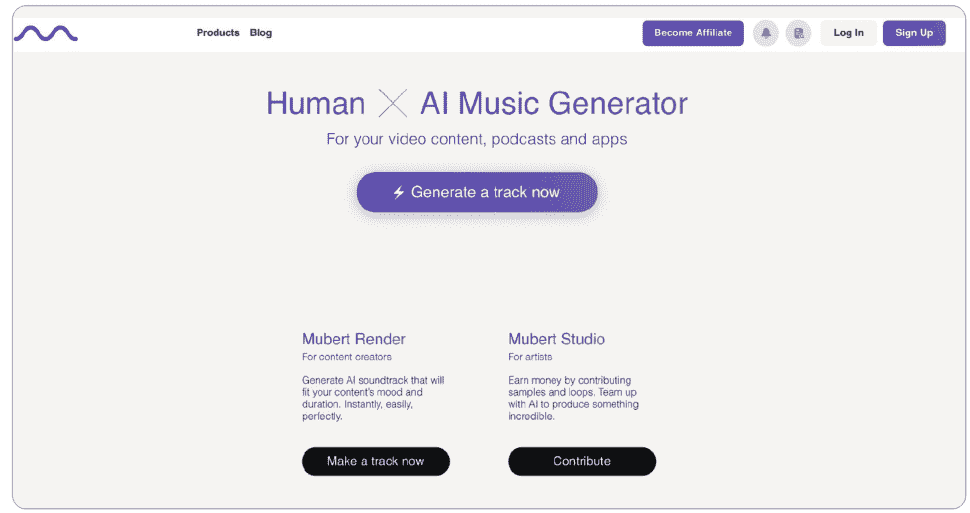 Products Blog Become Affiliate Log In Sign Up
Human X AI Music Generator
For your video content, podcasts and apps
Generate a track now
Mubert Render
For content creators
Generate AI soundtrack that will
fit your content's mood and
duration. Instantly, easily,
perfectly.
Make a track now
Mubert Studio
For artists
Earn money by contributing
samples and loops. Team up
with AI to produce something
incredible.
Contribute